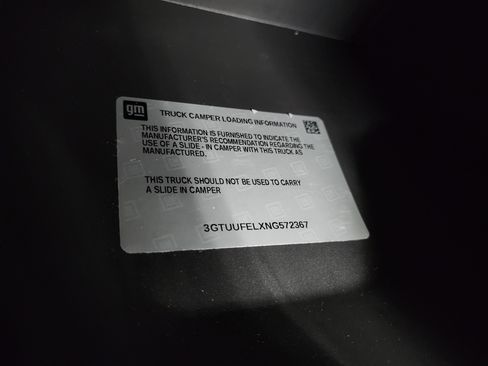 gm
TRUCK CAMPER LOADING INFORMATION
THIS INFORMATION IS FURNISHED TO INDICATE THE
MANUFACTURER'S RECOMMENDATION REGARDING THE
USE OF A SLIDE - IN CAMPER WITH THIS TRUCK AS
MANUFACTURED.
THIS TRUCK SHOULD NOT BE USED TO CARRY
A SLIDE IN CAMPER
3GTUUFELXNG572367